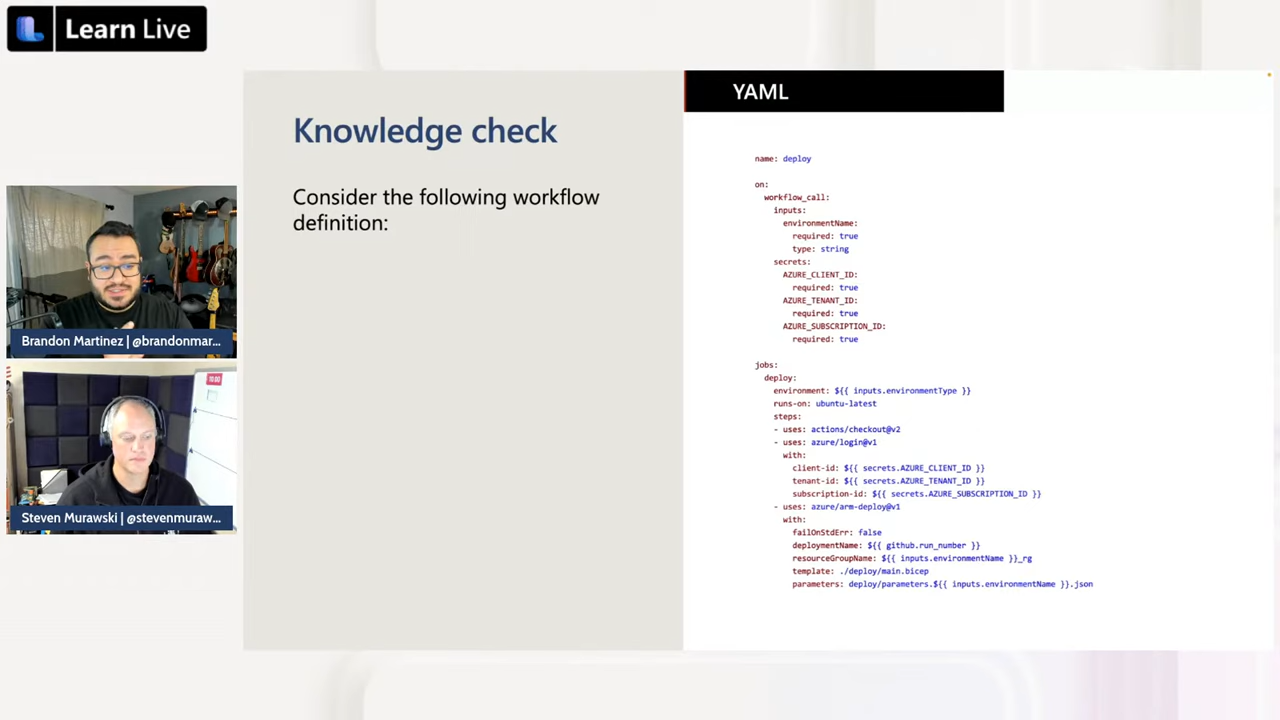 Learn Live
Knowledge check
Consider the following workflow
definition:
YAML
name: deploy
on:
workflow_call:
inputs:
environmentName:
required: true
type: string
secrets:
AZURE_CLIENT_ID:
required: true
AZURE_TENANT_ID:
required: true
AZURE_SUBSCRIPTION_ID:
required: true
jobs:
deploy:
environment: ${{ inputs.environmentType }}
runs-on: ubuntu-latest
steps:
- uses: actions/checkout@v2
- uses: azure/login@v1
with:
client-id: ${{ secrets.AZURE_CLIENT_ID }}
tenant-id: ${{ secrets.AZURE_TENANT_ID }}
subscription-id: ${{ secrets.AZURE_SUBSCRIPTION_ID }}
- uses: azure/arm-deploy@v1
with:
failOnStdErr: false
deploymentName: ${{ github.run_number }}
resourceGroupName: ${{ inputs.environmentName }}_rg
template: ./deploy/main.bicep
parameters: deploy/parameters.${{ inputs.environmentName }}.json
Brandon Martinez | @brandonmar...
10:00
Steven Murawski | @stevenmuraw...